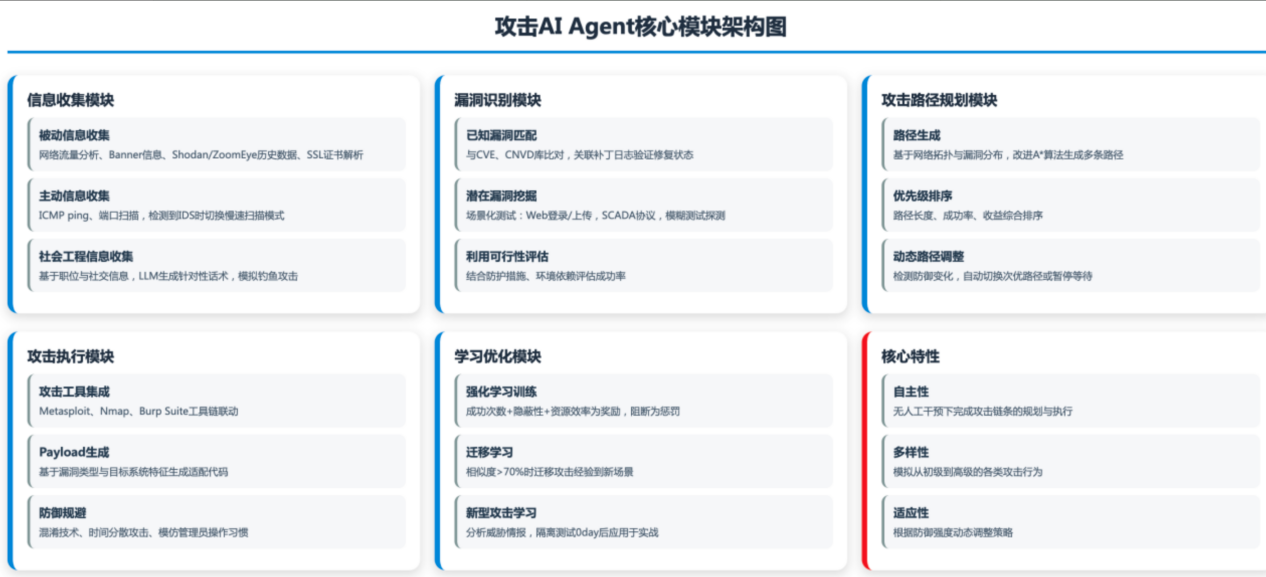 攻击AI Agent核心模块架构图
信息收集模块
被动信息收集
网络流量分析、Banner信息、Shodan/ZoomEye历史数据、SSL证书解析
主动信息收集
ICMP ping、端口扫描，检测到IDS时切换慢速扫描模式
社会工程信息收集
基于职位与社交信息，LLM生成针对性话术，模拟钓鱼攻击
漏洞识别模块
已知漏洞匹配
与CVE、CNVD库比对，关联补丁日志验证修复状态
潜在漏洞挖掘
场景化测试：Web登录/上传，SCADA协议，模糊测试探测
利用可行性评估
结合防护措施、环境依赖评估成功率
攻击路径规划模块
路径生成
基于网络拓扑与漏洞分布，改进A*算法生成多条路径
优先级排序
路径长度、成功率、收益综合排序
动态路径调整
检测防御变化，自动切换次优路径或暂停等待
攻击执行模块
攻击工具集成
Metasploit、Nmap、Burp Suite工具链联动
Payload生成
基于漏洞类型与目标系统特征生成适配代码
防御规避
混淆技术、时间分散攻击、模仿管理员操作习惯
学习优化模块
强化学习训练
成功次数+隐蔽性+资源效率为奖励，阻断为惩罚
迁移学习
相似度>70%时迁移攻击经验到新场景
新型攻击学习
分析威胁情报，隔离测试0day后应用于实战
核心特性
自主性
无人工干预下完成攻击链条的规划与执行
多样性
模拟从初级到高级的各类攻击行为
适应性
根据防御强度动态调整策略